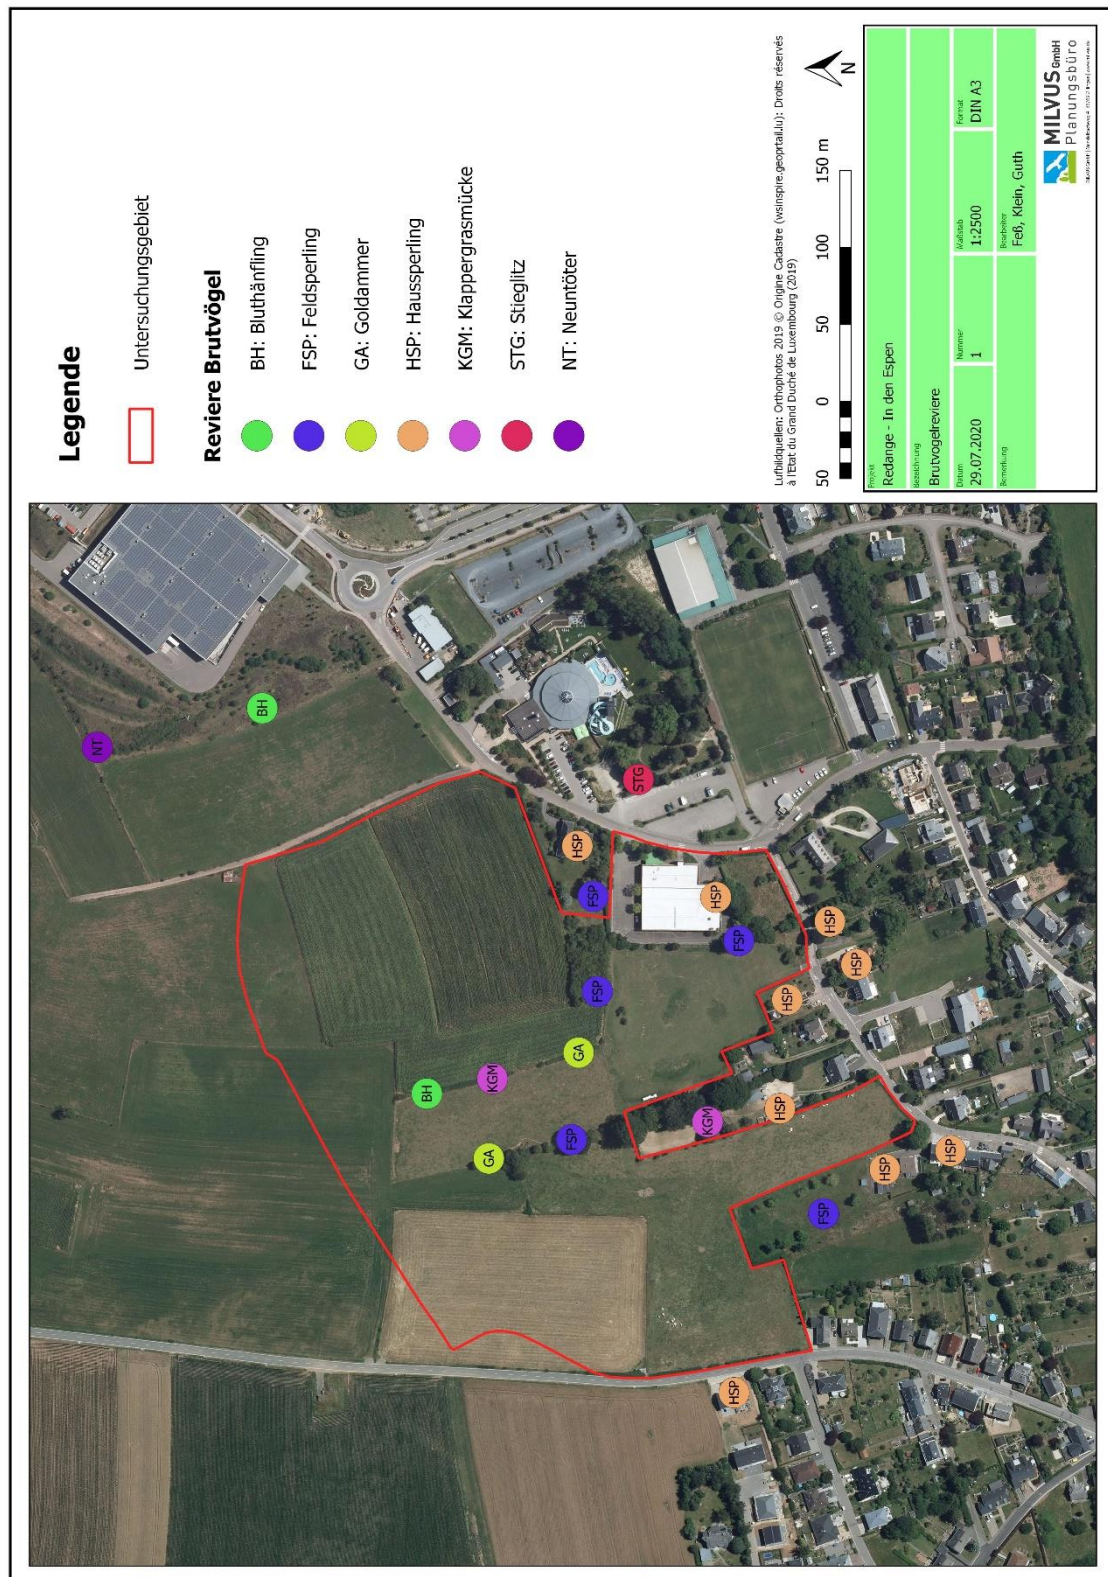 Legende
Untersuchungsgebiet
Reviere Brutvögel
BH: Bluthänfling
FSP: Feldsperling
GA: Goldammer
HSP: Haussperling
KGM: Klappergrasmücke
STG: Stieglitz
NT: Neuntöter
Luftbildquellen: Orthophotos 2019 © Origine Cadastre (wsinspire.geoprtail.lu): Droits réservés
à l'Etat du Grand Duché de Luxembourg (2019)
50 0 50 100 150 m
N
Projekt
Redange - In den Espen
Bezeichnung
Brutvogelreviere
Datum
29.07.2020
Nummer
1
Maßstab
1:2500
Format
DIN A3
Bemerkung
Bearbeiter
Feß, Klein, Guth
MILVUS GmbH
Planungsbüro
NT
BH
STG
HSP
FSP
HSP
FSP
HSP
HSP
HSP
FSP
GA
KGM
BH
KGM
HSP
FSP
GA
HSP
HSP
FSP
HSP